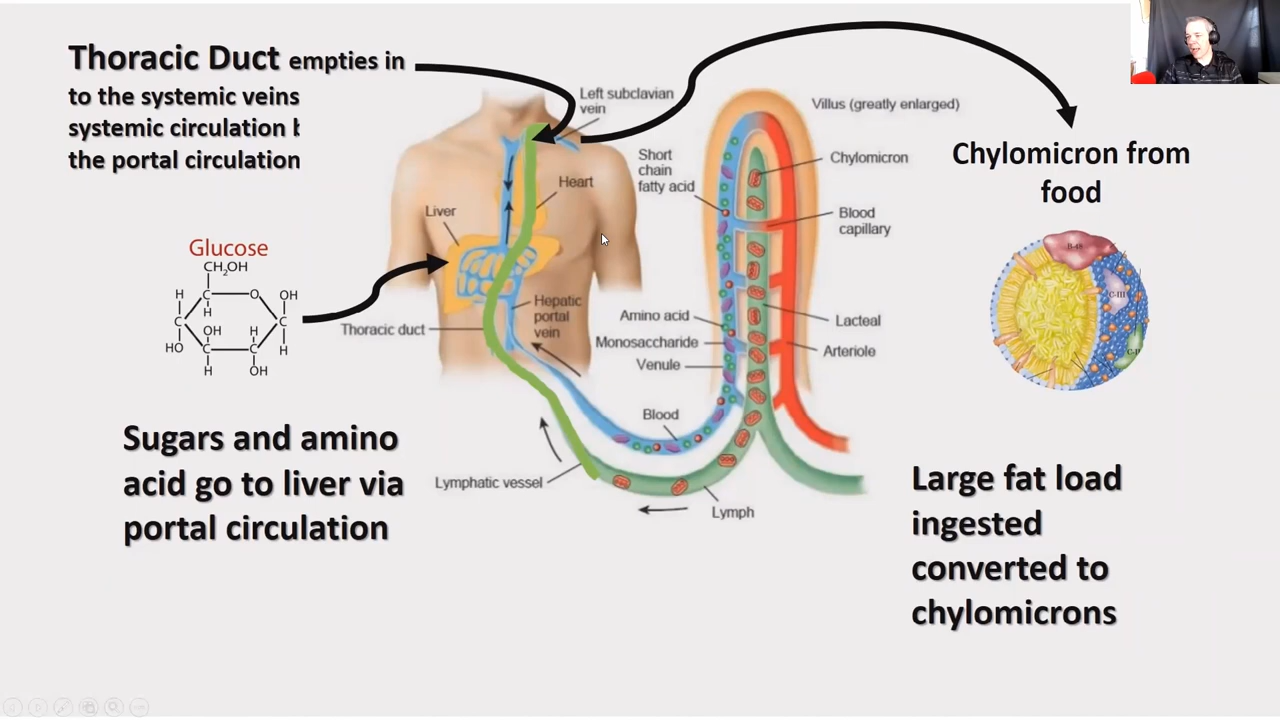 Thoracic Duct empties in
to the systemic veins
systemic circulation
the portal circulation
Left subclavian
vein
Heart
Liver
Glucose
CH2OH
H
C
O
OH
H
C
OH
H
C
HO
C
C
H
H
OH
Thoracic duct
Hepatic
portal
vein
Villus (greatly enlarged)
Short
chain
fatty acid
Chylomicron
Blood
capillary
Amino acid
Monosaccharide
Venule
Lacteal
Arteriole
Blood
Lymphatic vessel
Lymph
Chylomicron from
food
B-48
C-III
Sugars and amino
acid go to liver via
portal circulation
Large fat load
ingested
converted to
chylomicrons